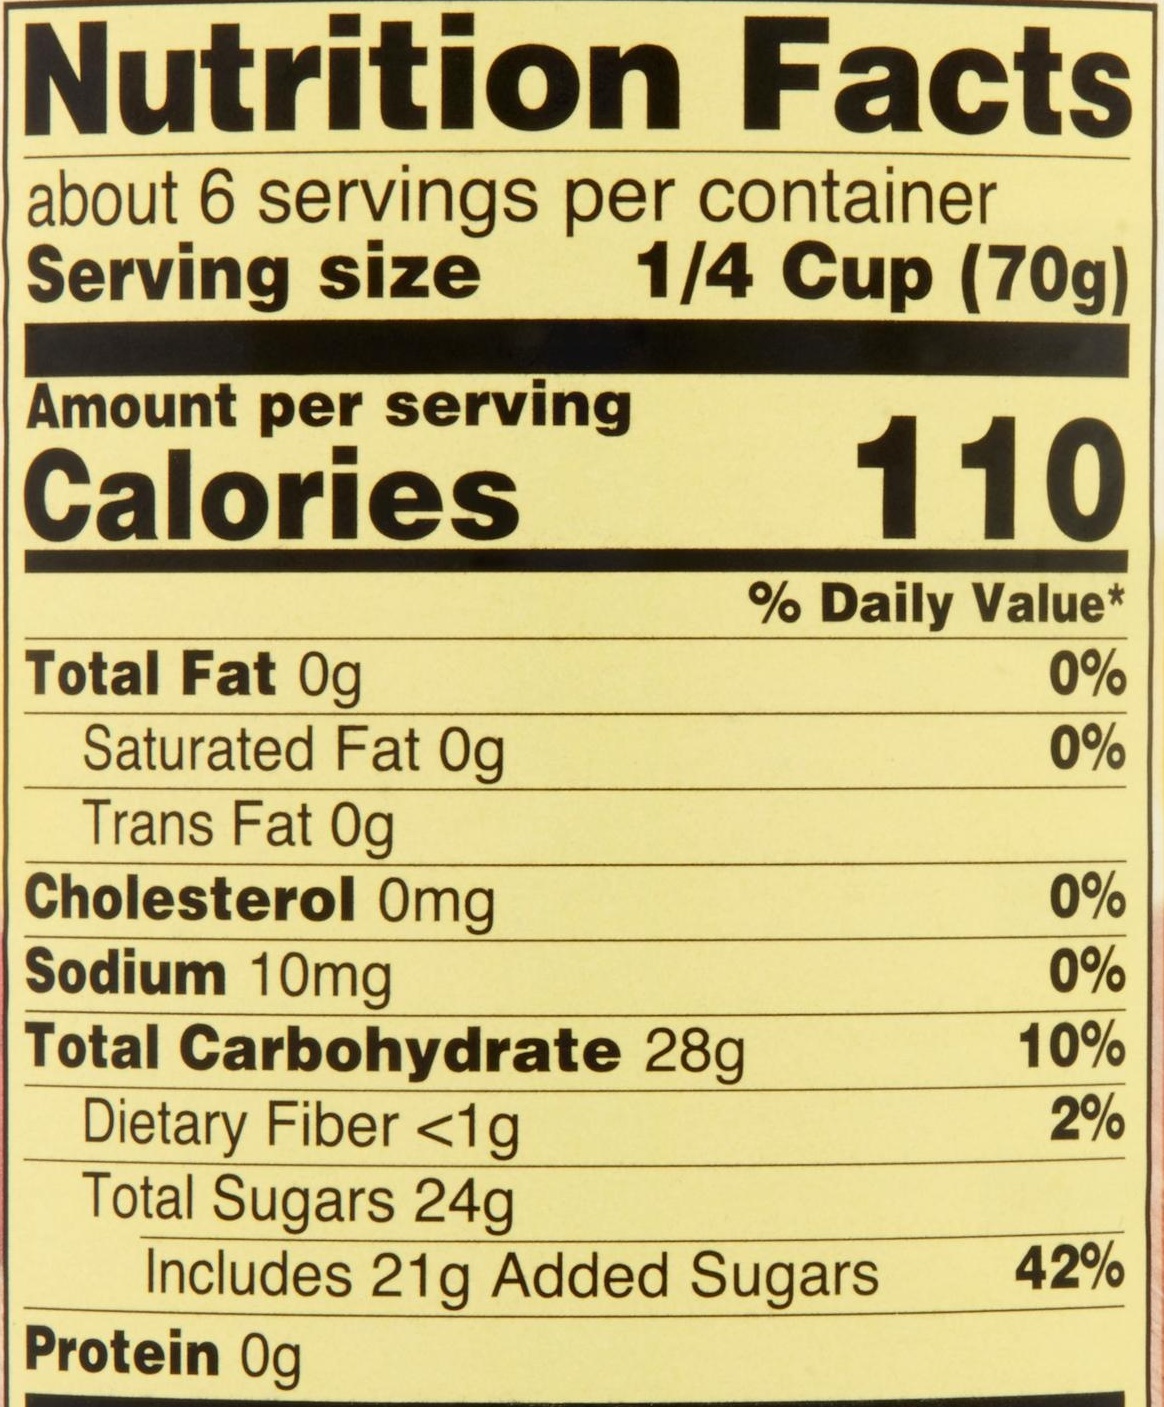 Nutrition Facts
about 6 servings per container
Serving size 1/4 Cup (70g)
Amount per serving
Calories 110
% Daily Value*
Total Fat 0g 0%
Saturated Fat 0g 0%
Trans Fat 0g
Cholesterol 0mg 0%
Sodium 10mg 0%
Total Carbohydrate 28g 10%
Dietary Fiber <1g 2%
Total Sugars 24g
Includes 21g Added Sugars 42%
Protein 0g